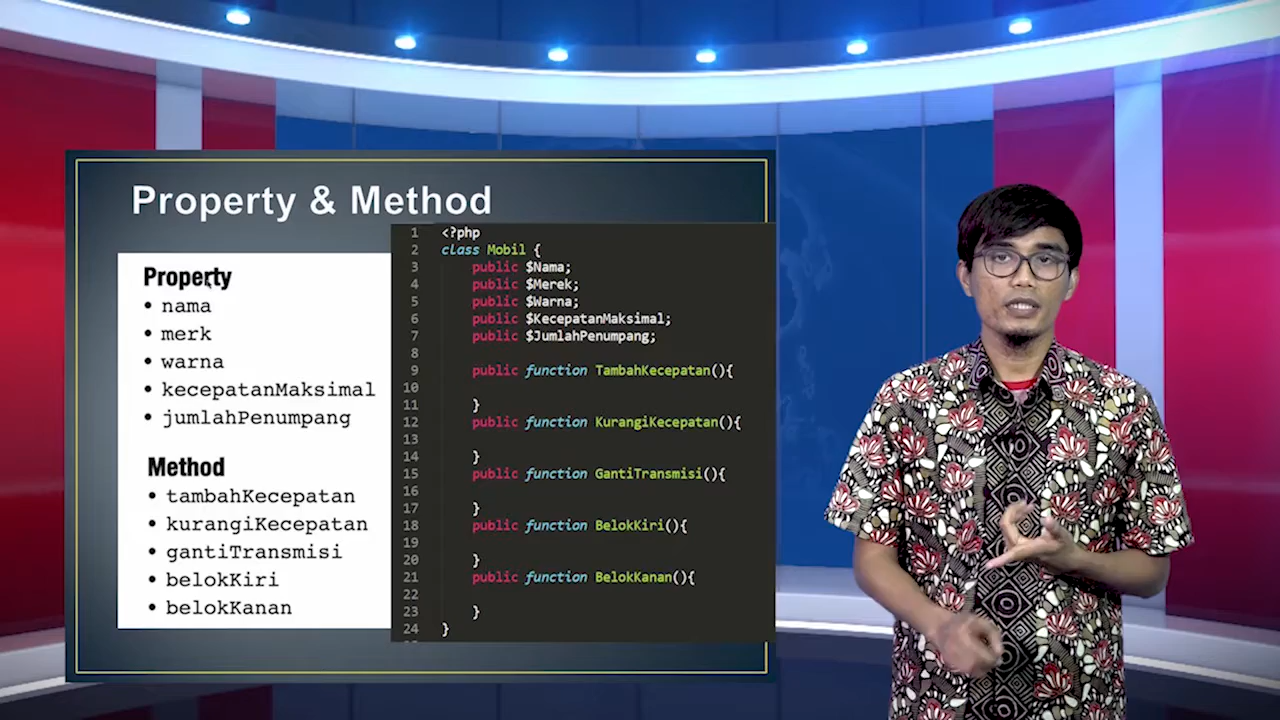 Property & Method
Property
• nama
• merk
• warna
• kecepatanMaksimal
• jumlahPenumpang
Method
• tambahKecepatan
• kurangiKecepatan
• gantiTransmisi
• belokKiri
• belokKanan
1 <?php
2 class Mobil {
3 public $Nama;
4 public $Merek;
5 public $Warna;
6 public $KecepatanMaksimal;
7 public $JumlahPenumpang;
8
9 public function TambahKecepatan(){
10
11 }
12 public function KurangiKecepatan(){
13
14 }
15 public function GantiTransmisi(){
16
17 }
18 public function BelokKiri(){
19
20 }
21 public function BelokKanan(){
22
23 }
24 }